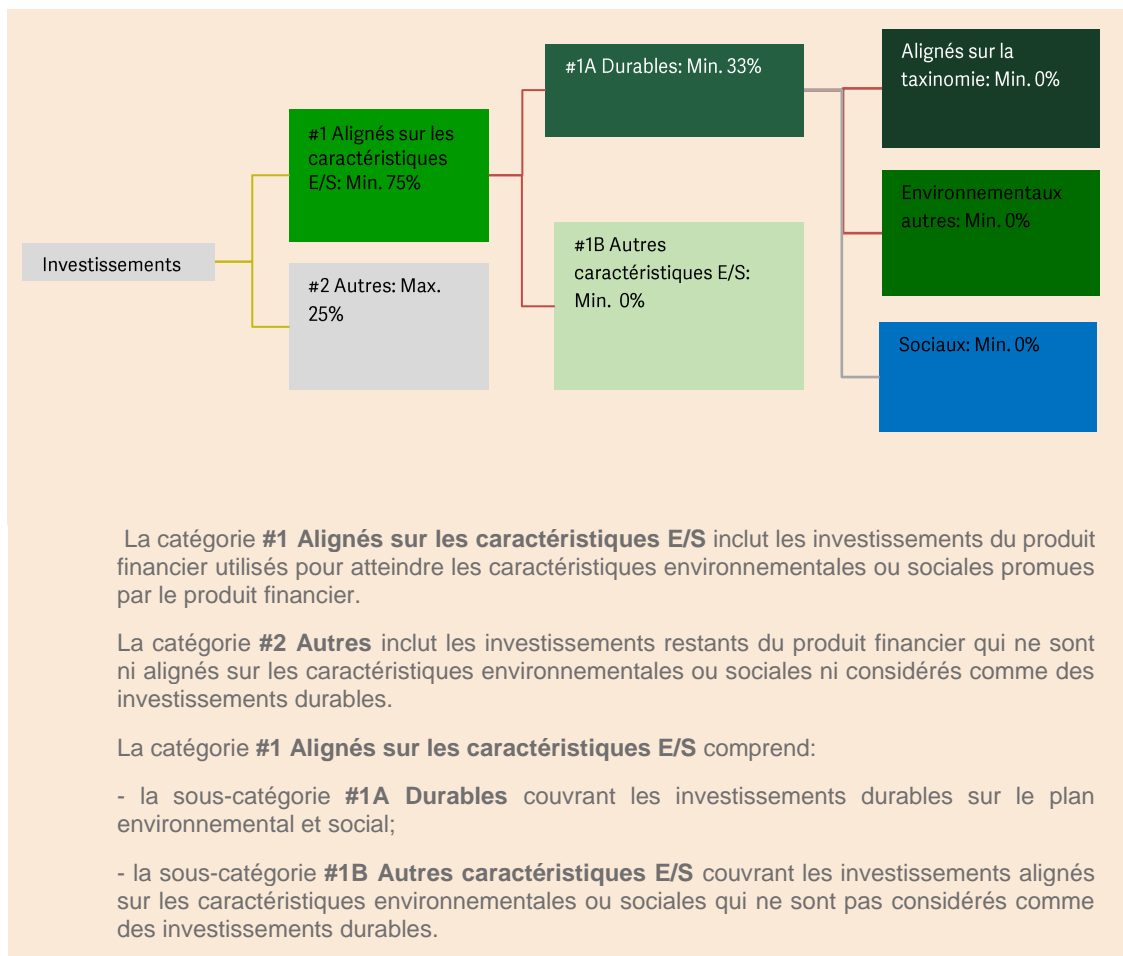 Investissements
#1 Alignés sur les
caractéristiques
E/S: Min. 75%
#2 Autres: Max.
25%
#1A Durables: Min. 33%
#1B Autres
caractéristiques E/S:
Min. 0%
Alignés sur la
taxinomie: Min. 0%
Environnementaux
autres: Min. 0%
Sociaux: Min. 0%
La catégorie #1 Alignés sur les caractéristiques E/S inclut les investissements du produit
financier utilisés pour atteindre les caractéristiques environnementales ou sociales promues
par le produit financier.
La catégorie #2 Autres inclut les investissements restants du produit financier qui ne sont
ni alignés sur les caractéristiques environnementales ou sociales ni considérés comme des
investissements durables.
La catégorie #1 Alignés sur les caractéristiques E/S comprend:
- la sous-catégorie #1A Durables couvrant les investissements durables sur le plan
environnemental et social;
- la sous-catégorie #1B Autres caractéristiques E/S couvrant les investissements alignés
sur les caractéristiques environnementales ou sociales qui ne sont pas considérés comme
des investissements durables.